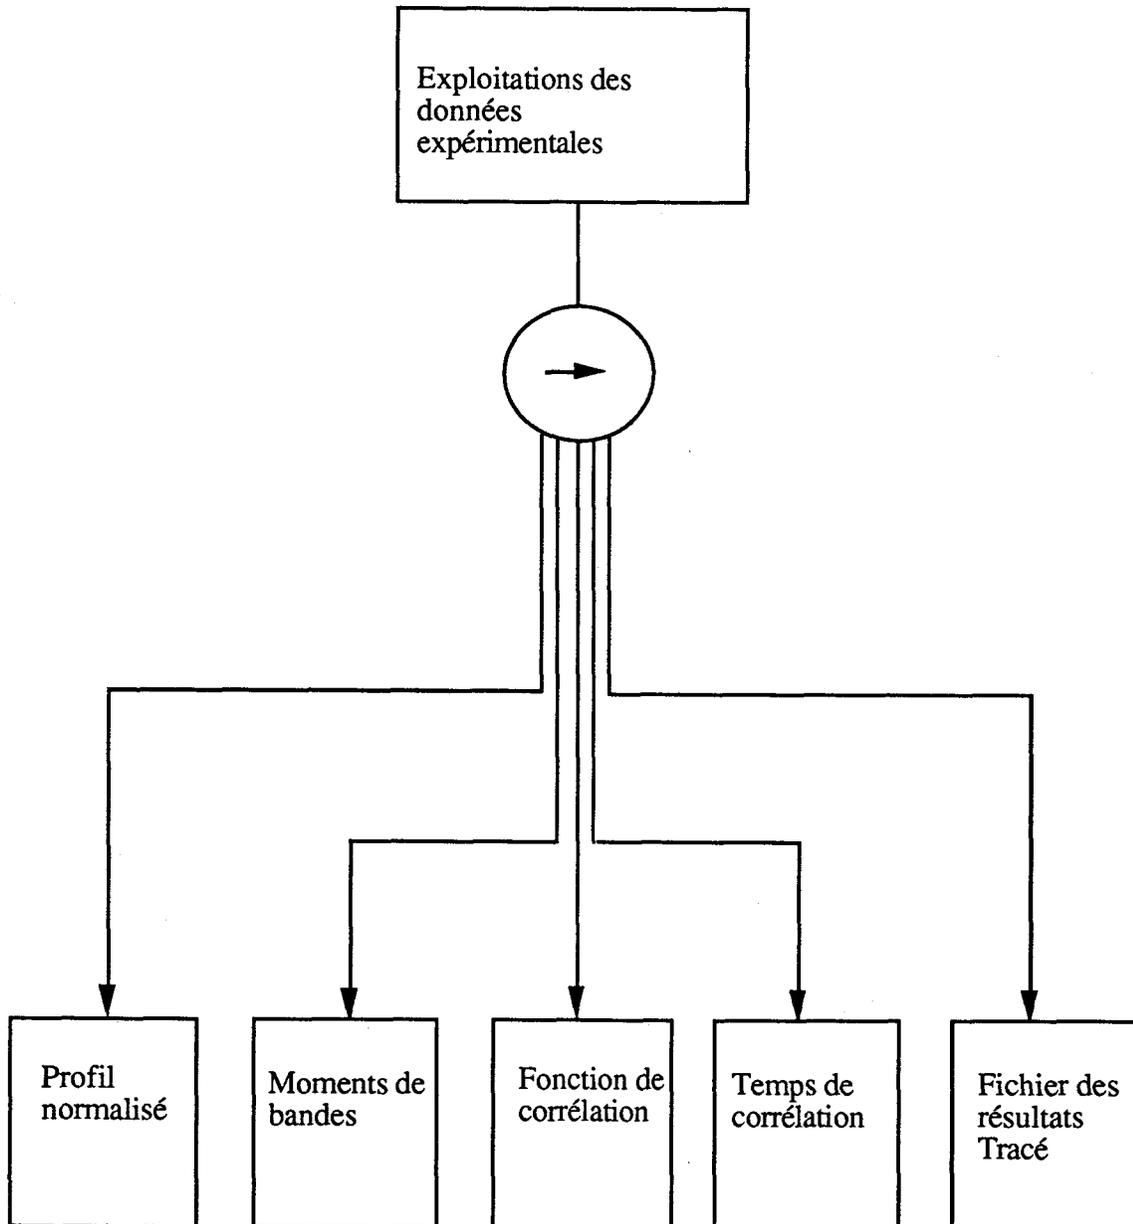 Exploitations des
données
expérimentales
Profil
normalisé
Moments de
bandes
Fonction de
corrélation
Temps de
corrélation
Fichier des
résultats
Tracé